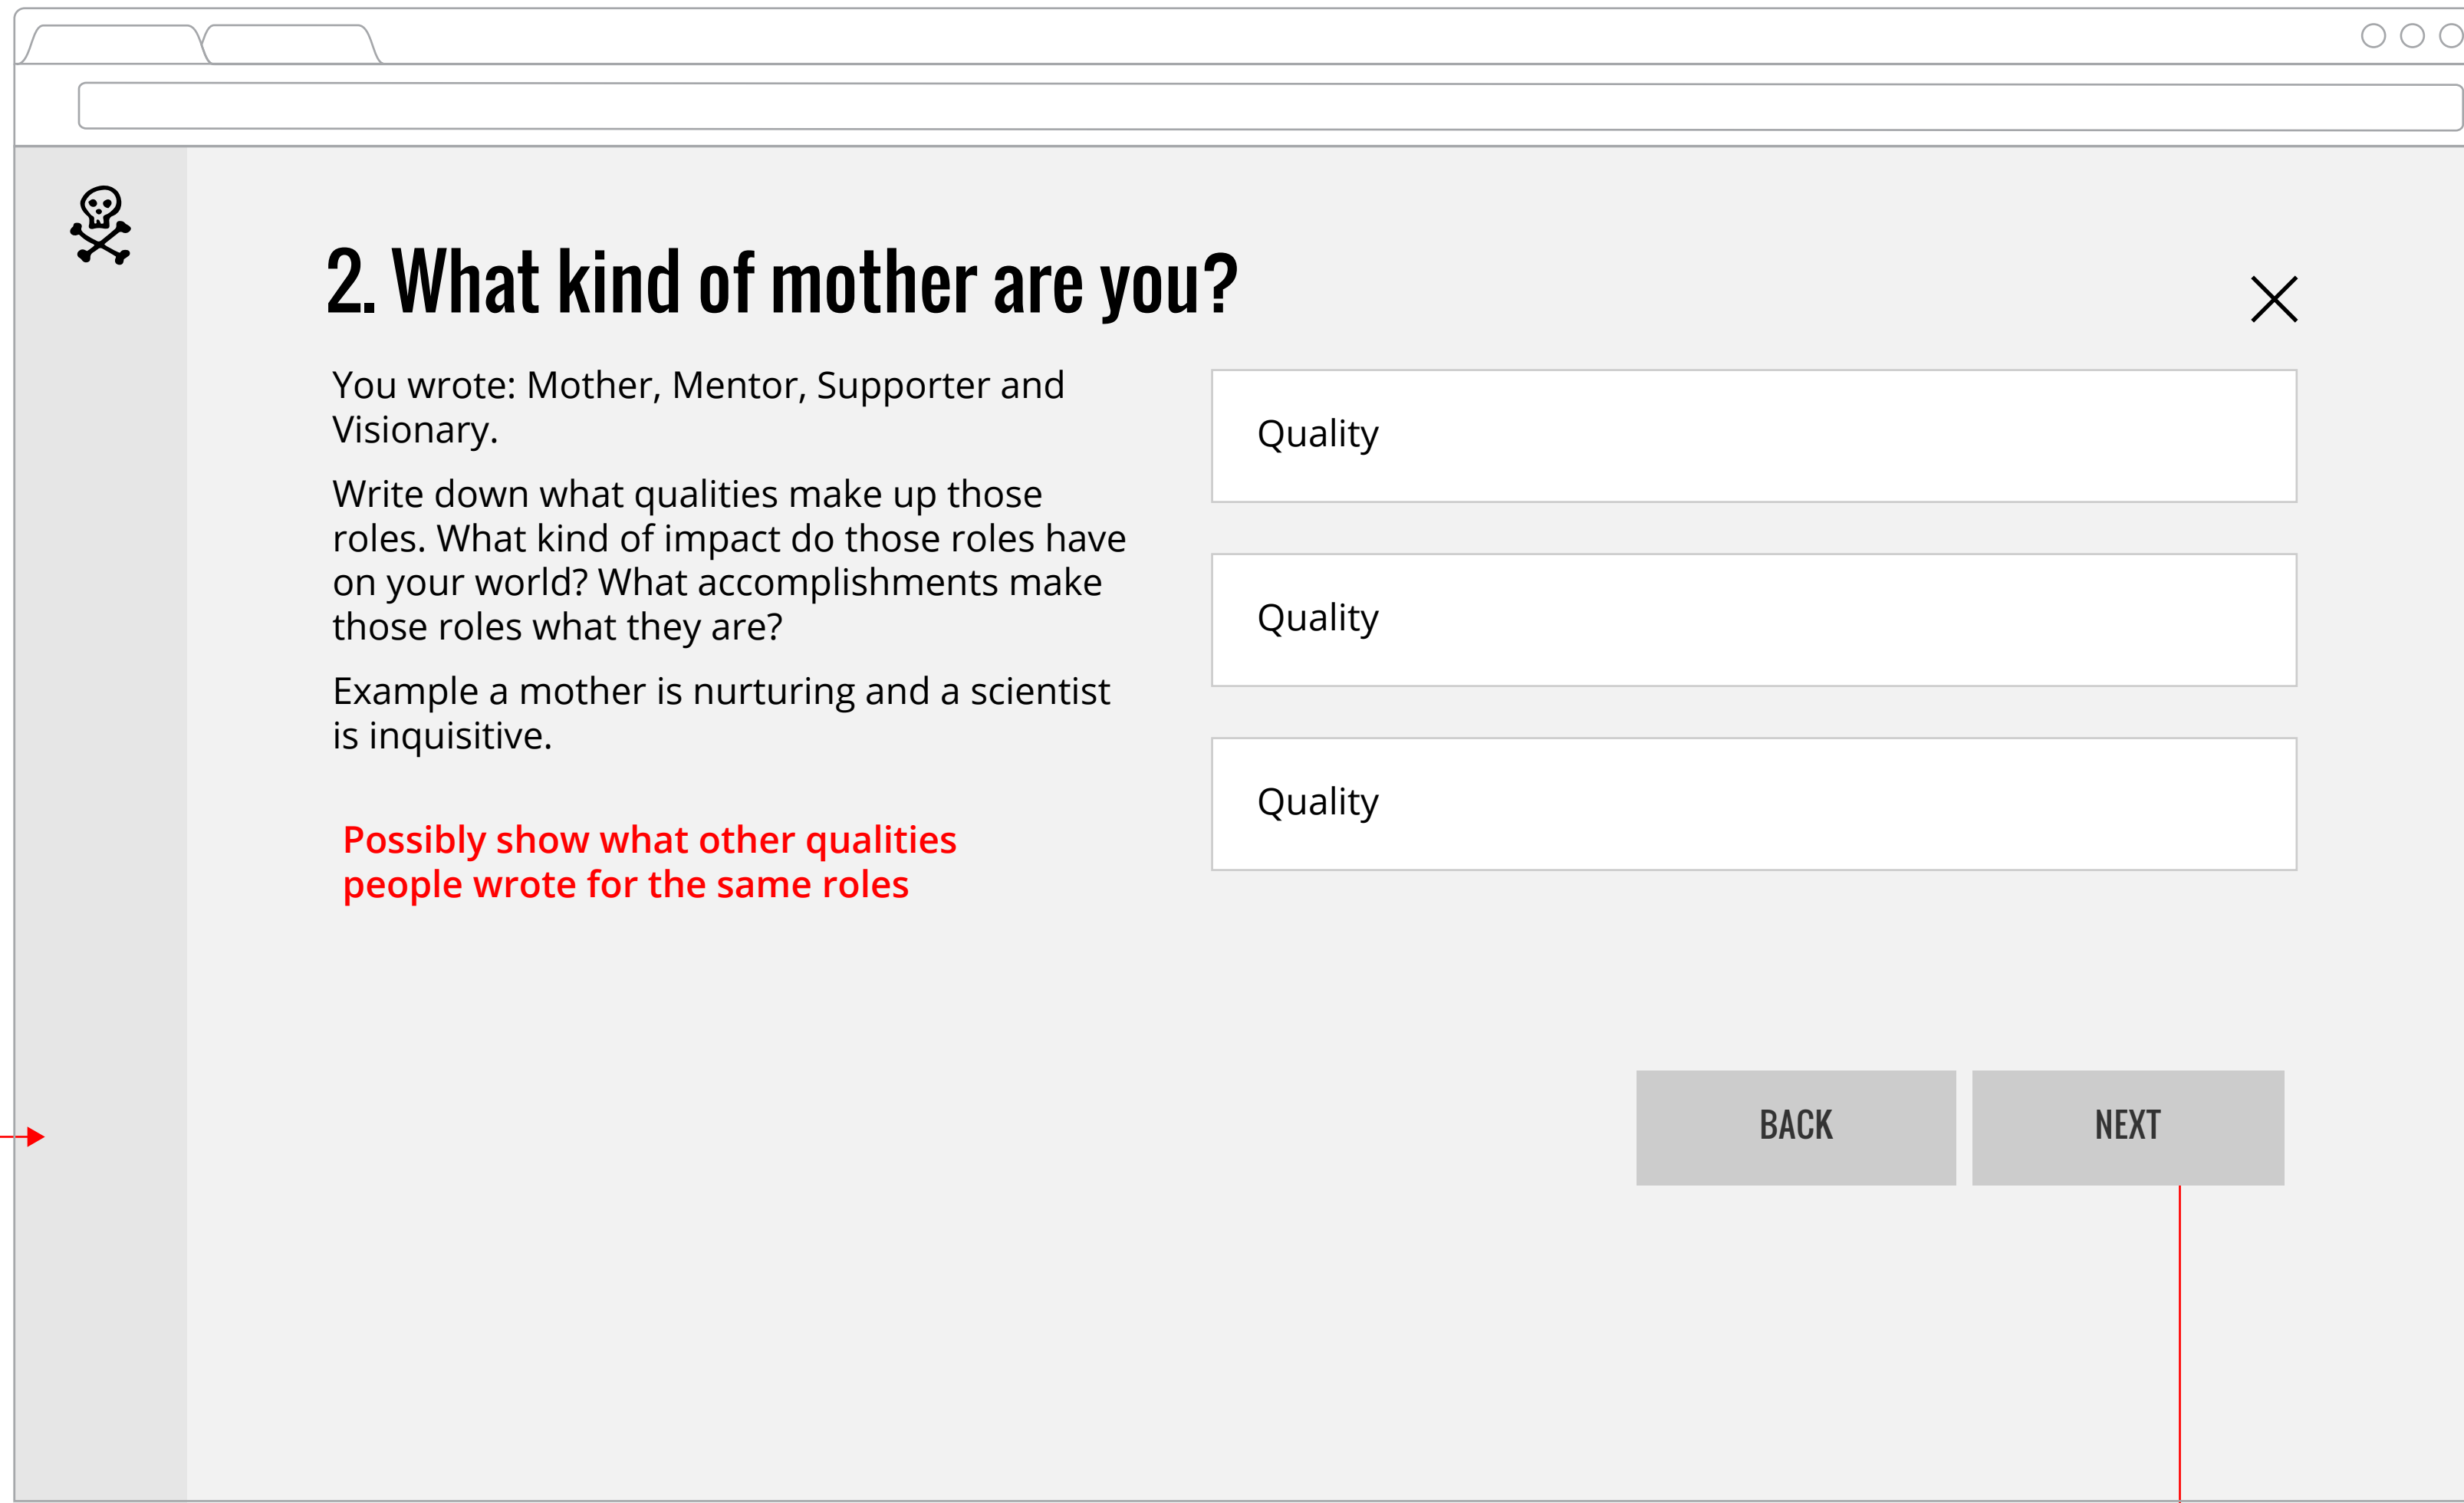 2. What kind of mother are you?
You wrote: Mother, Mentor, Supporter and
Visionary.
Write down what qualities make up those
roles. What kind of impact do those roles have
on your world? What accomplishments make
those roles what they are?
Example a mother is nurturing and a scientist
is inquisitive.
Possibly show what other qualities
people wrote for the same roles
Quality
Quality
Quality
BACK
NEXT